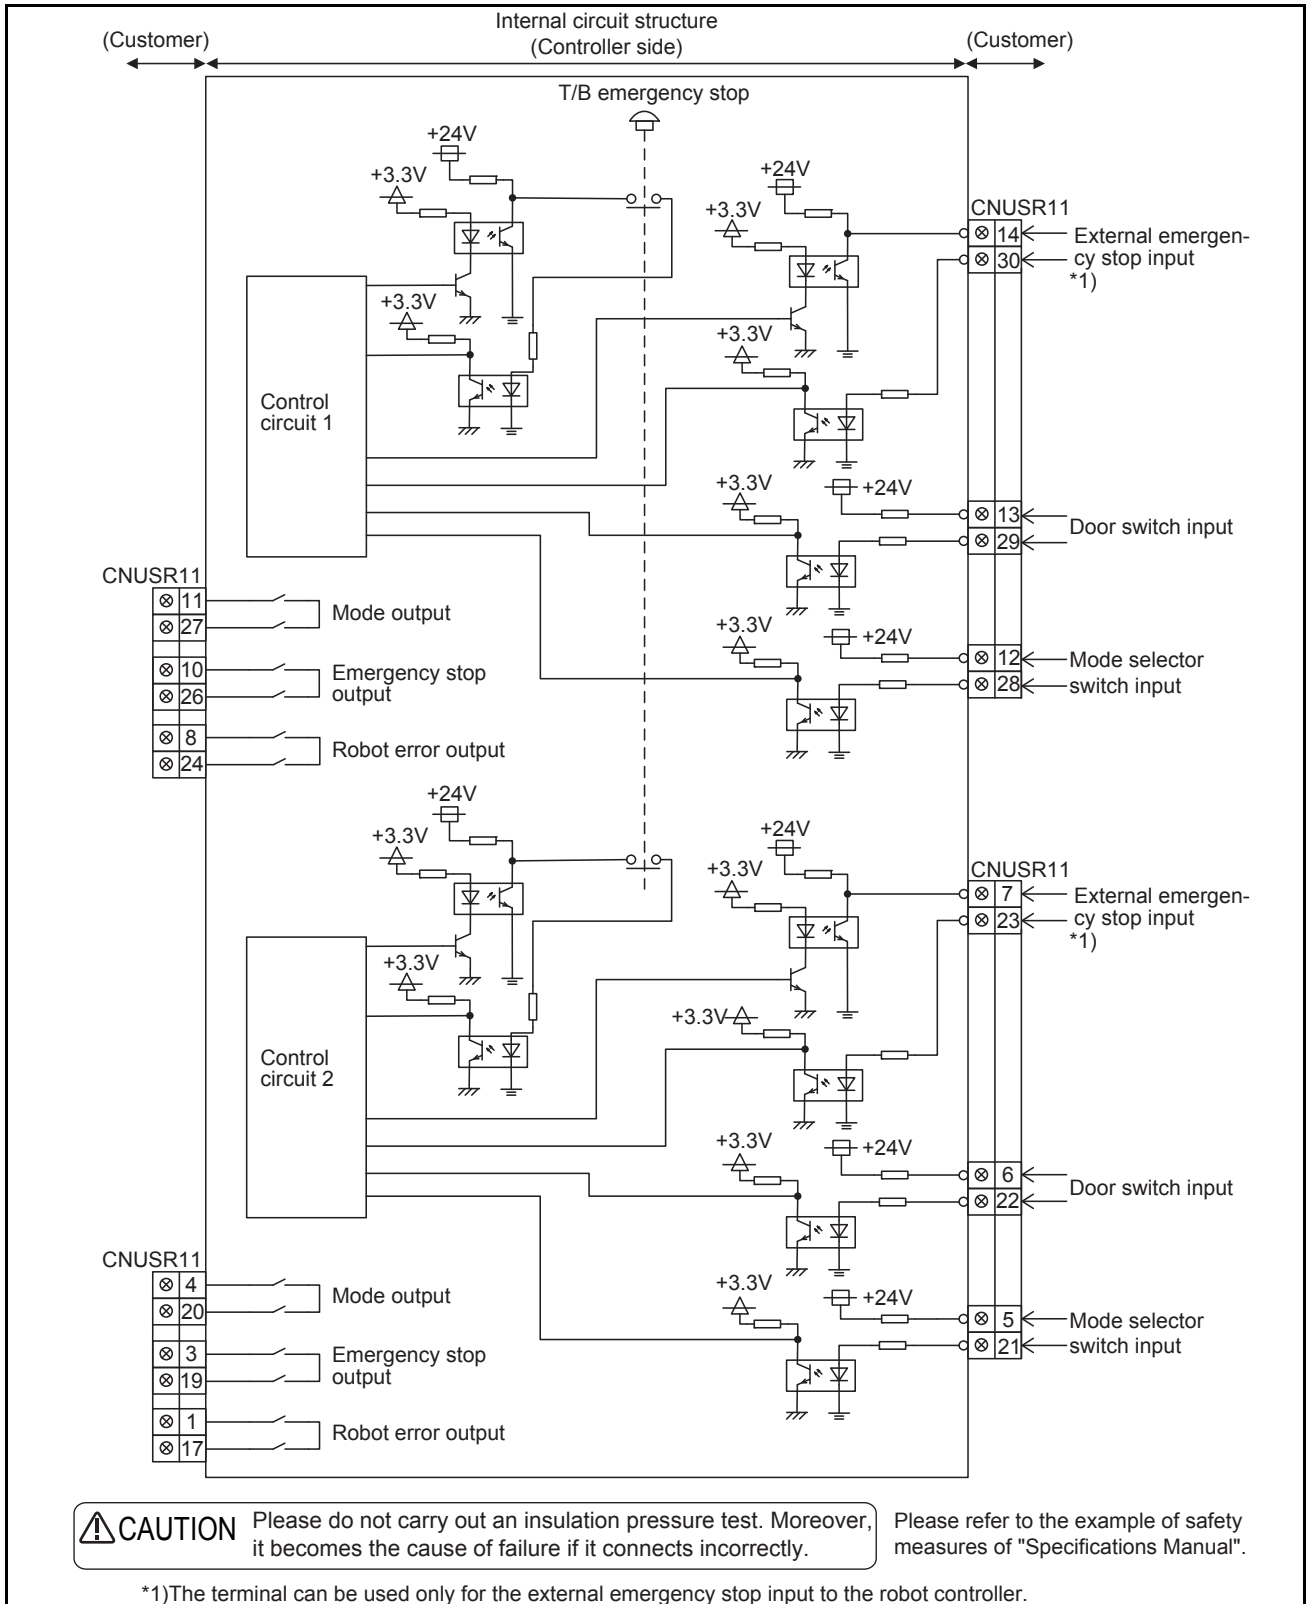 Internal circuit structure
(Controller side)
(Customer)
(Customer)
T/B emergency stop
+24V
+3.3V
+3.3V
+24V
+3.3V
+3.3V
CNUSR11
14
30
External emergen-
cy stop input
*1)
Control
circuit 1
+3.3V
+24V
13
29
Door switch input
+3.3V
+24V
12
28
Mode selector
switch input
CNUSR11
11
27
Mode output
10
26
Emergency stop
output
8
24
Robot error output
+24V
+3.3V
+3.3V
+24V
+3.3V
+3.3V
CNUSR11
7
23
External emergen-
cy stop input
*1)
Control
circuit 2
+3.3V
+24V
6
22
Door switch input
+3.3V
+24V
5
21
Mode selector
switch input
CNUSR11
4
20
Mode output
3
19
Emergency stop
output
1
17
Robot error output
CAUTION
Please do not carry out an insulation pressure test. Moreover,
it becomes the cause of failure if it connects incorrectly.
Please refer to the example of safety
measures of "Specifications Manual".
*1)The terminal can be used only for the external emergency stop input to the robot controller.